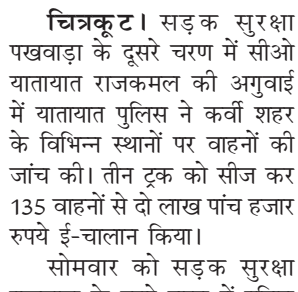 चित्रकूट। सड़क सुरक्षा
पखवाड़ा के दूसरे चरण में सीओ
यातायात राजकमल की अगुवाई
में यातायात पुलिस ने कर्वी शहर
के विभिन्न स्थानों पर वाहनों की
जांच की। तीन ट्रक को सीज कर
135 वाहनों से दो लाख पांच हजार
रुपये ई-चालान किया।
सोमवार को सड़क सुरक्षा